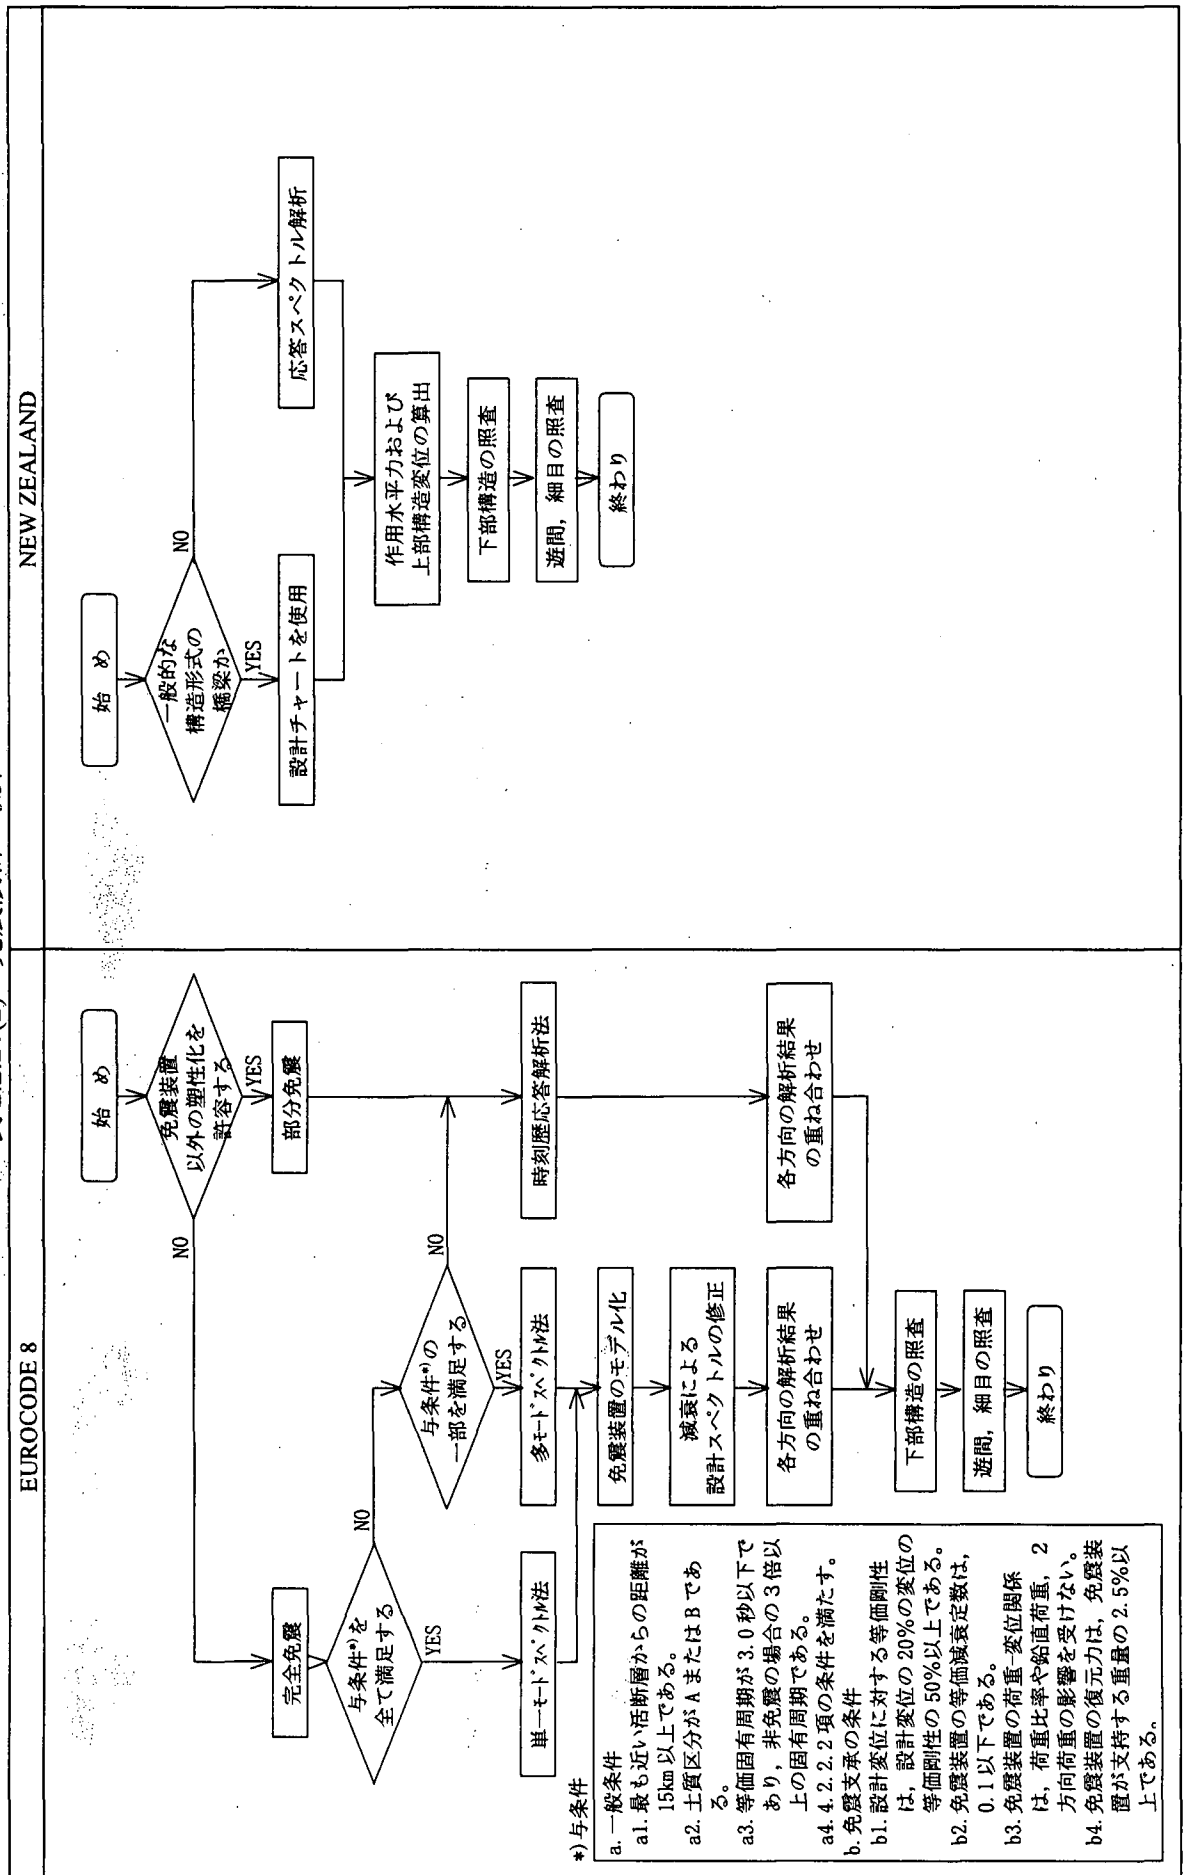 EUROCODE 8
始 め
免震装置
以外の塑性化を
許容する
NO
YES
部分免震
完全免震
与条件*)を
全て満足する
NO
YES
与条件*)の
一部を満足する
NO
YES
単一モードスペクトル法
多モードスペクトル法
時刻歴応答解析法
免震装置のモデル化
減衰による
設計スペクトルの修正
各方向の解析結果
の重ね合わせ
各方向の解析結果
の重ね合わせ
下部構造の照査
遊間，細目の照査
終わり
*)与条件
a. 一般条件
a1. 最も近い活断層からの距離が
15km以上である。
a2. 土質区分がAまたはBであ
る。
a3. 等価固有周期が3.0秒以下で
あり，非免震の場合の3倍以
上の固有周期である。
a4. 4.2.2.2項の条件を満たす。
b. 免震支承の条件
b1. 設計変位に対する等価剛性
は，設計変位の20%の変位の
等価剛性の50%以上である。
b2. 免震装置の等価減衰定数は，
0.1以下である。
b3. 免震装置の荷重-変位関係
は，荷重比率や鉛直荷重，2
方向荷重の影響を受けない。
b4. 免震装置の復元力は，免震装
置が支持する重量の2.5%以
上である。
NEW ZEALAND
始 め
一般的な
構造形式の
橋梁か
NO
YES
設計チャートを使用
応答スペクトル解析
作用水平力および
上部構造変位の算出
下部構造の照査
遊間，細目の照査
終わり